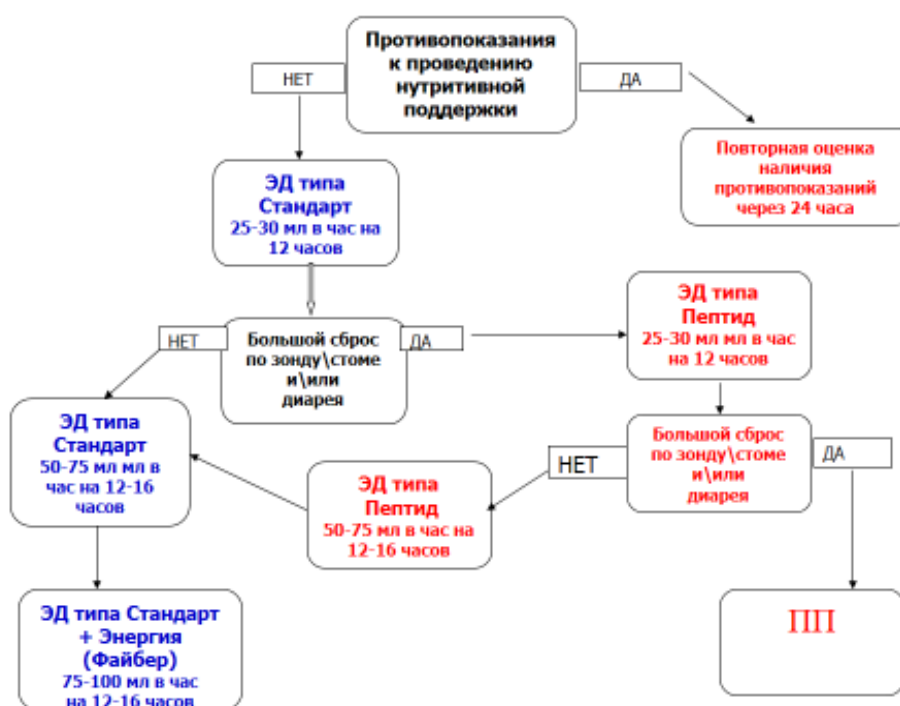 Противопоказания
к проведению
нутритивной
поддержки
НЕТ
ДА
Повторная оценка
наличия
противопоказаний
через 24 часа
ЭД типа
Стандарт
25-30 мл в час на
12 часов
Большой сброс
по зонду\стоме
и\или
диарея
НЕТ
ДА
ЭД типа
Пептид
25-30 мл мл в час
на 12 часов
ЭД типа
Стандарт
50-75 мл мл в
час на 12-16
часов
Большой сброс
по зонду\стоме
и\или
диарея
НЕТ
ДА
ЭД типа
Пептид
50-75 мл в час на
12-16 часов
ЭД типа Стандарт
+ Энергия
(Файбер)
75-100 мл в час
на 12-16 часов
ПП